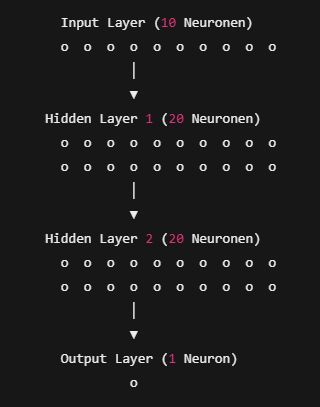 Input Layer (10 Neuronen)
o o o o o o o o o o
│
▼
Hidden Layer 1 (20 Neuronen)
o o o o o o o o o o
o o o o o o o o o o
│
▼
Hidden Layer 2 (20 Neuronen)
o o o o o o o o o o
o o o o o o o o o o
│
▼
Output Layer (1 Neuron)
o